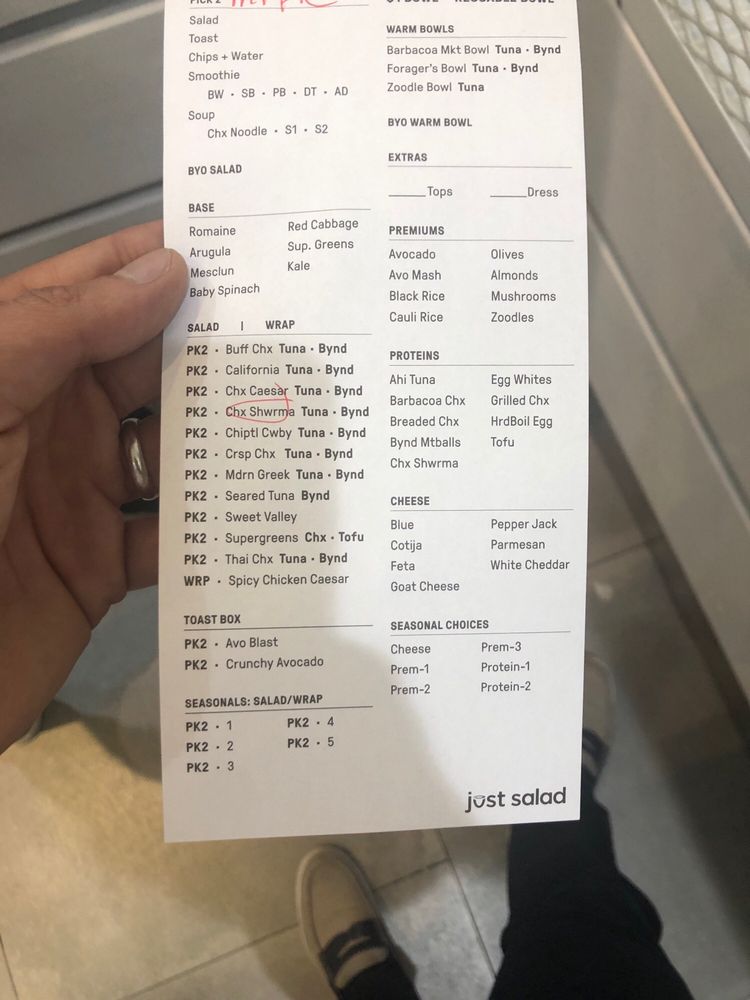 PICK 2
Salad
Toast
Chips + Water
Smoothie
BW · SB · PB · DT · AD
Soup
Chx Noodle · S1 · S2
BYO SALAD
BASE
Romaine
Arugula
Mesclun
Baby Spinach
Red Cabbage
Sup. Greens
Kale
SALAD | WRAP
PK2 · Buff Chx Tuna · Bynd
PK2 · California Tuna · Bynd
PK2 · Chx Caesar Tuna · Bynd
PK2 · Chx Shwrma Tuna · Bynd
PK2 · Chiptl Cwby Tuna · Bynd
PK2 · Crsp Chx Tuna · Bynd
PK2 · Mdrn Greek Tuna · Bynd
PK2 · Seared Tuna Bynd
PK2 · Sweet Valley
PK2 · Supergreens Chx · Tofu
PK2 · Thai Chx Tuna · Bynd
WRP · Spicy Chicken Caesar
TOAST BOX
PK2 · Avo Blast
PK2 · Crunchy Avocado
SEASONALS: SALAD/WRAP
PK2 · 1
PK2 · 2
PK2 · 3
PK2 · 4
PK2 · 5
$1 BOWL REUSABLE BOWL
WARM BOWLS
Barbacoa Mkt Bowl Tuna · Bynd
Forager's Bowl Tuna · Bynd
Zoodle Bowl Tuna
BYO WARM BOWL
EXTRAS
_____Tops
_____Dress
PREMIUMS
Avocado
Avo Mash
Black Rice
Cauli Rice
Olives
Almonds
Mushrooms
Zoodles
PROTEINS
Ahi Tuna
Barbacoa Chx
Breaded Chx
Bynd Mtballs
Chx Shwrma
Egg Whites
Grilled Chx
HrdBoil Egg
Tofu
CHEESE
Blue
Cotija
Feta
Goat Cheese
Pepper Jack
Parmesan
White Cheddar
SEASONAL CHOICES
Cheese
Prem-1
Prem-2
Prem-3
Protein-1
Protein-2
just salad